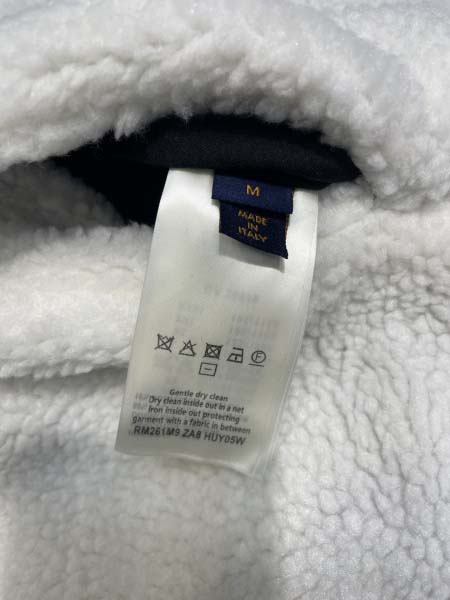 M
MADE
IN
ITALY
F
Gentle dry clean
Dry clean inside out in a net
Iron inside out protecting
garment with a fabric in between
RM261M9 ZA8 HUY05W